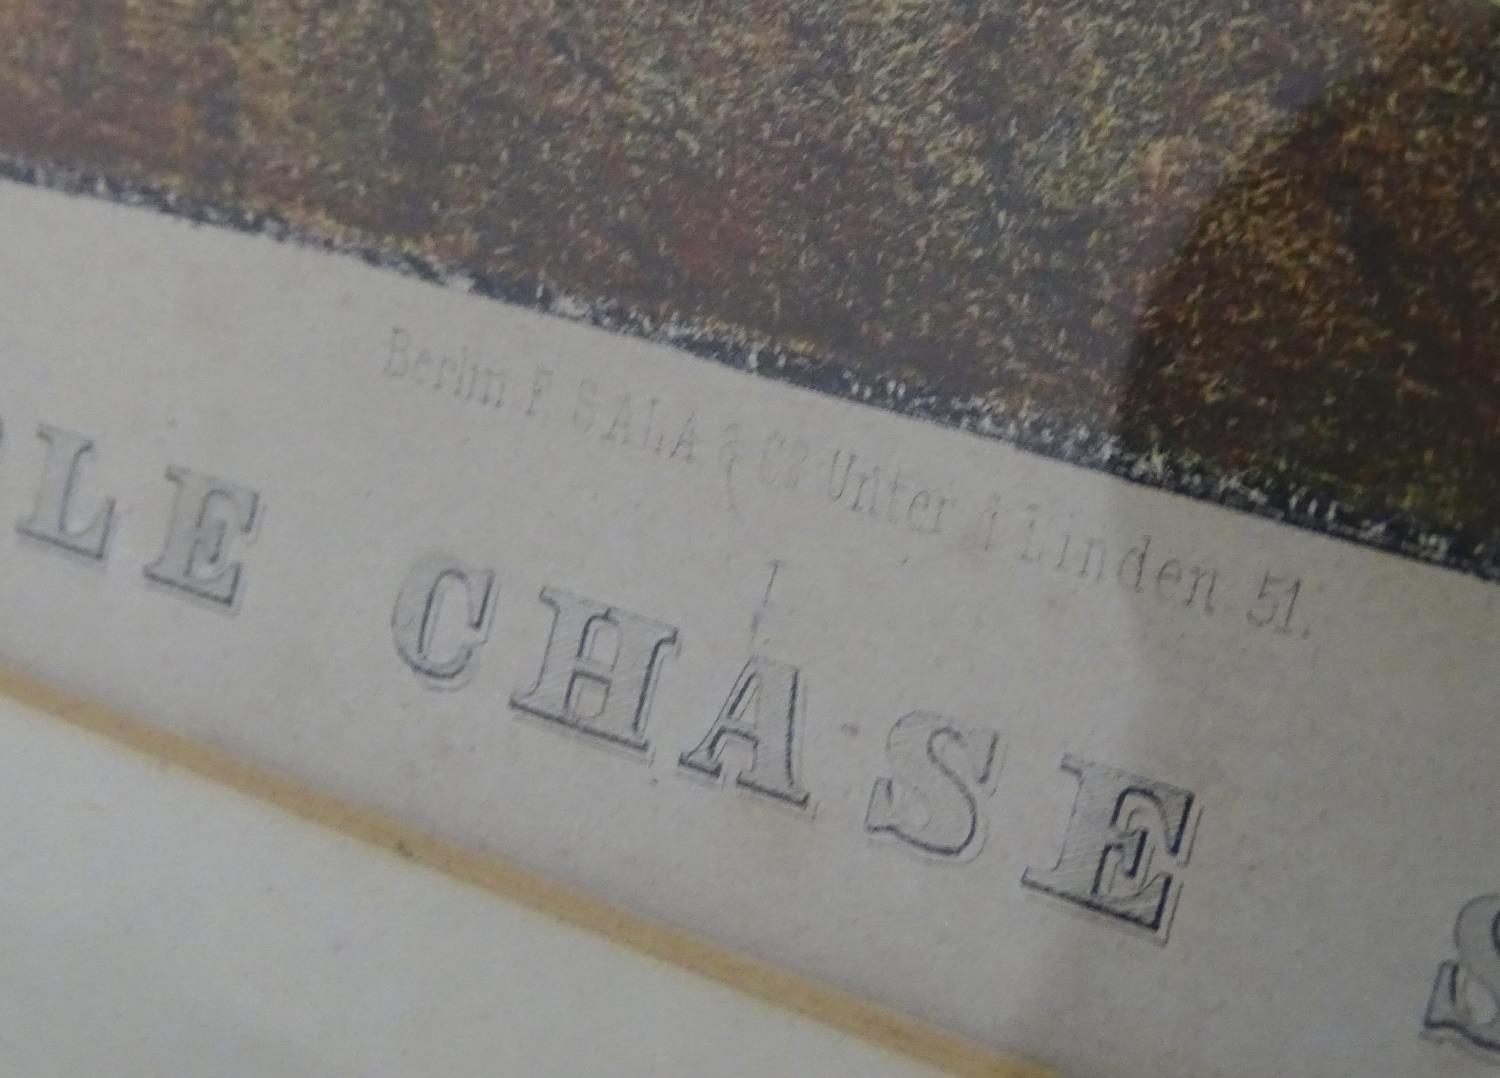 Berlin F. SALA & Co Unter d Linden 51.
I.
LE CHASE S